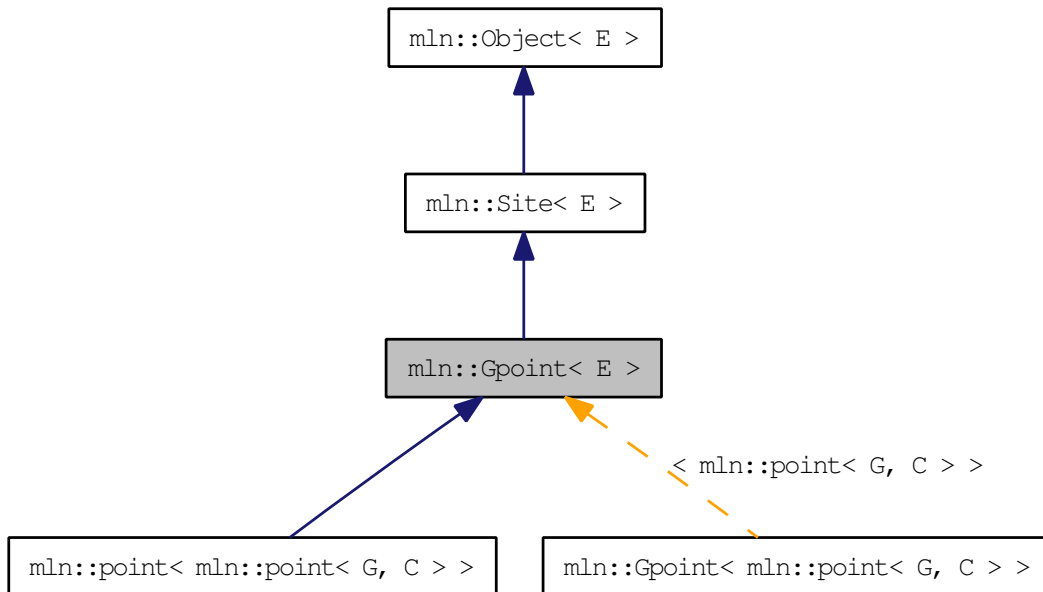 mln::Object< E >
mln::Site< E >
mln::Gpoint< E >
< mln::point< G, C > >
mln::point< mln::point< G, C > >
mln::Gpoint< mln::point< G, C > >